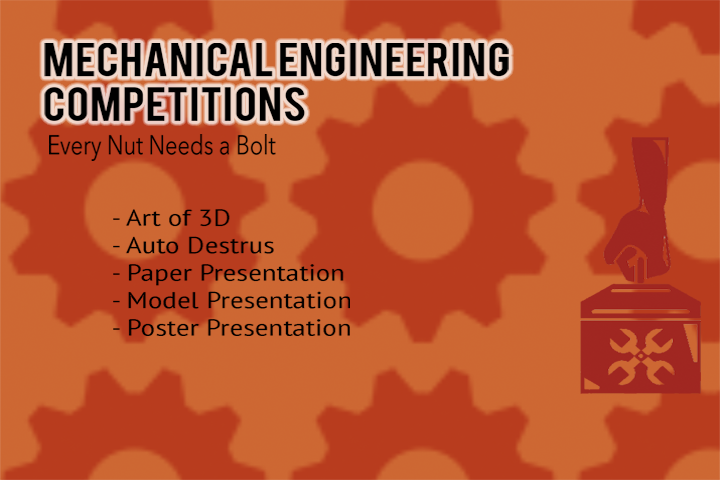 MECHANICAL ENGINEERING
COMPETITIONS
Every Nut Needs a Bolt
- Art of 3D
- Auto Destrus
- Paper Presentation
- Model Presentation
- Poster Presentation